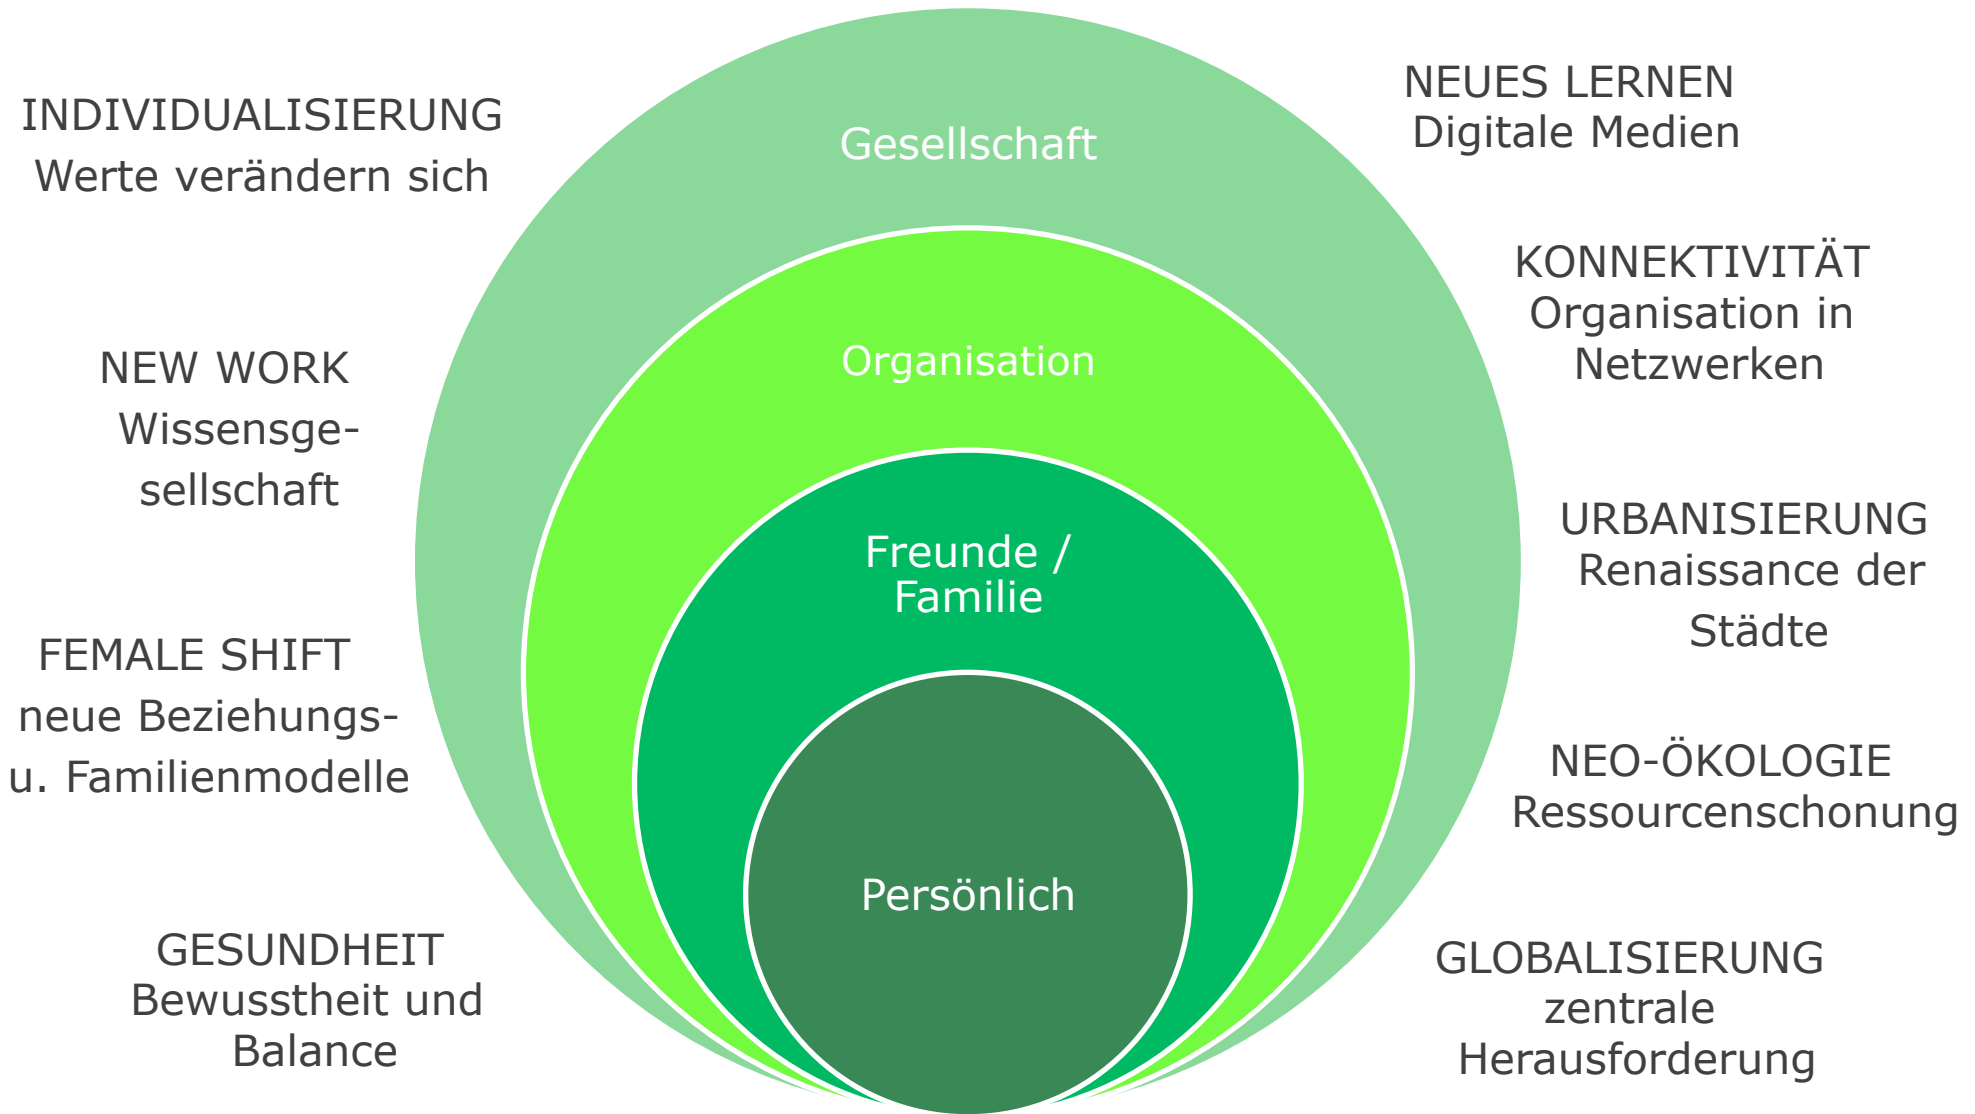 INDIVIDUALISIERUNG
Werte verändern sich
NEW WORK
Wissensge-
sellschaft
FEMALE SHIFT
neue Beziehungs-
u. Familienmodelle
GESUNDHEIT
Bewusstheit und
Balance
Gesellschaft
Organisation
Freunde /
Familie
Persönlich
NEUES LERNEN
Digitale Medien
KONNEKTIVITÄT
Organisation in
Netzwerken
URBANISIERUNG
Renaissance der
Städte
NEO-ÖKOLOGIE
Ressourcenschonung
GLOBALISIERUNG
zentrale
Herausforderung